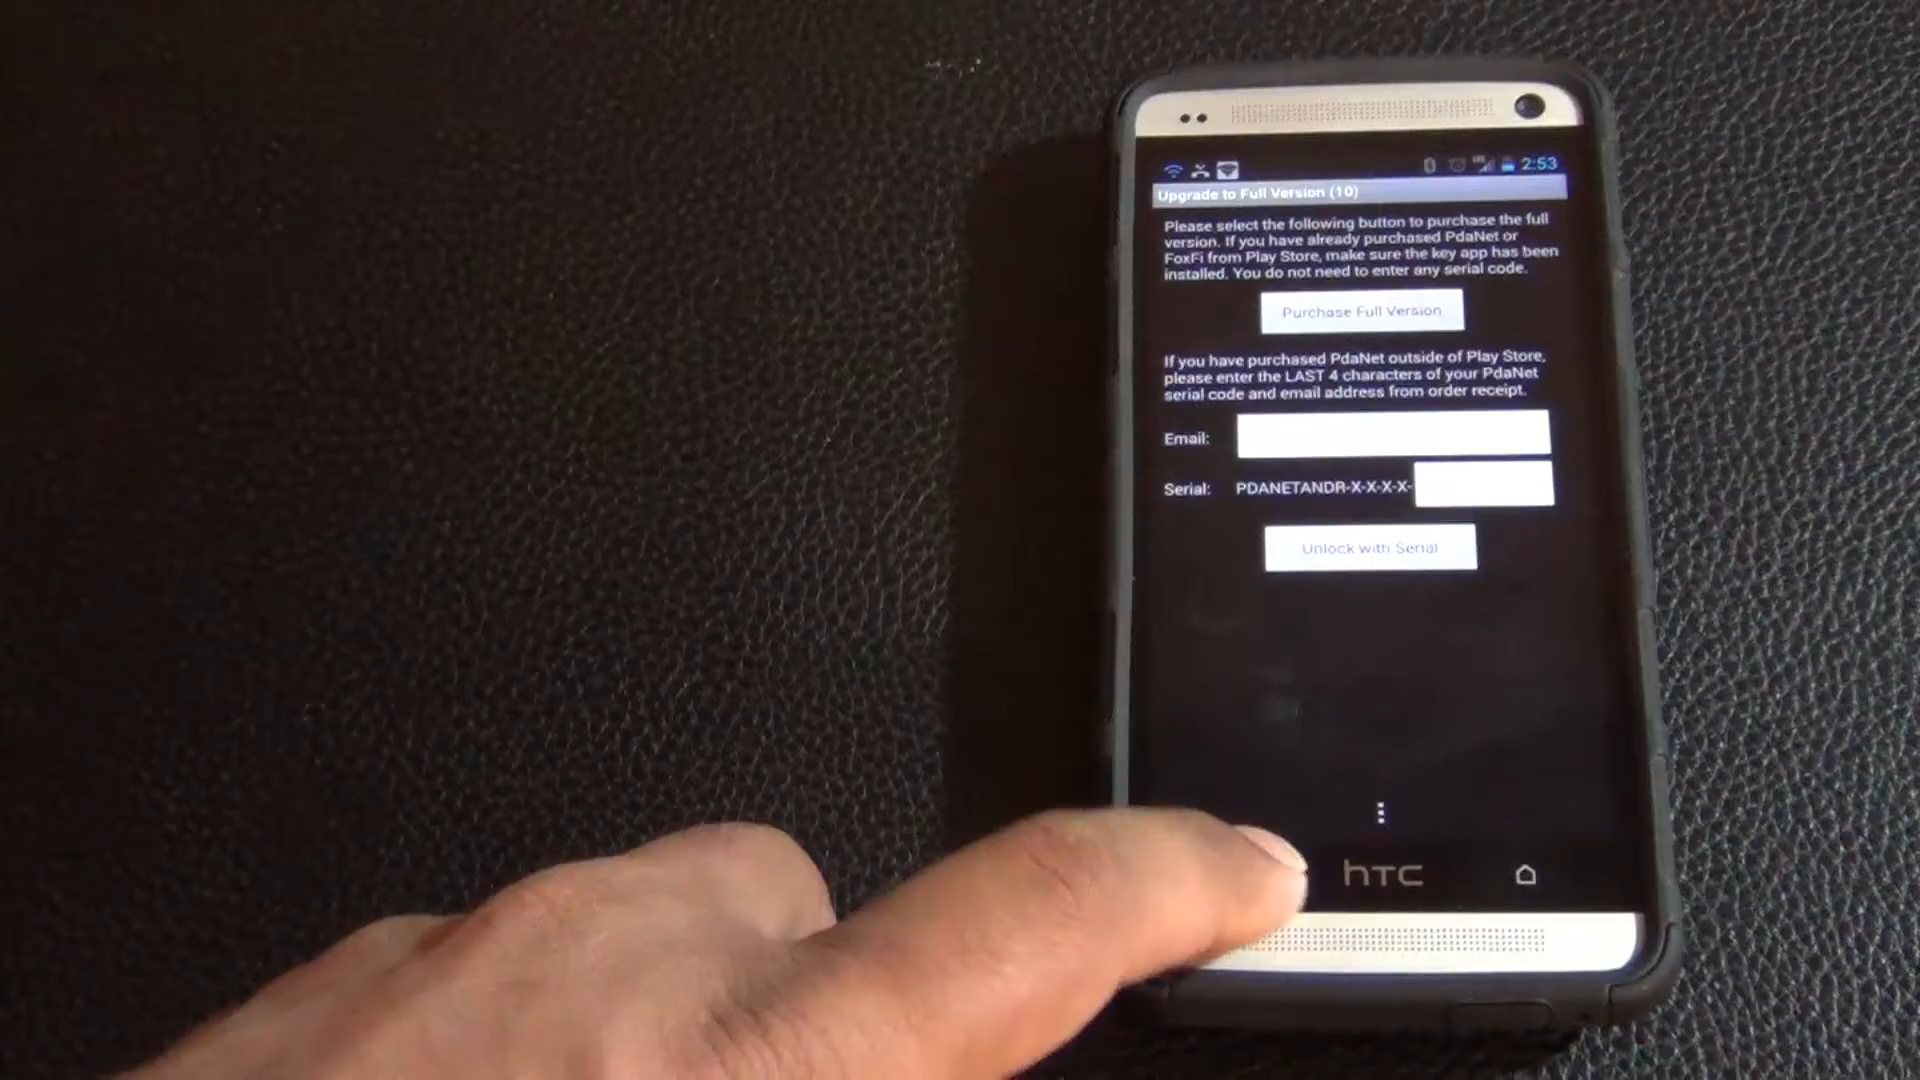 2:53
Upgrade to Full Version (10)
Please select the following button to purchase the full
version. If you have already purchased PdaNet or
FoxFi from Play Store, make sure the key app has been
installed. You do not need to enter any serial code.
Purchase Full Version
If you have purchased PdaNet outside of Play Store,
please enter the LAST 4 characters of your PdaNet
serial code and email address from order receipt.
Email:
Serial: PDANETANDR-X-X-X-X-
Unlock with Serial
hTC